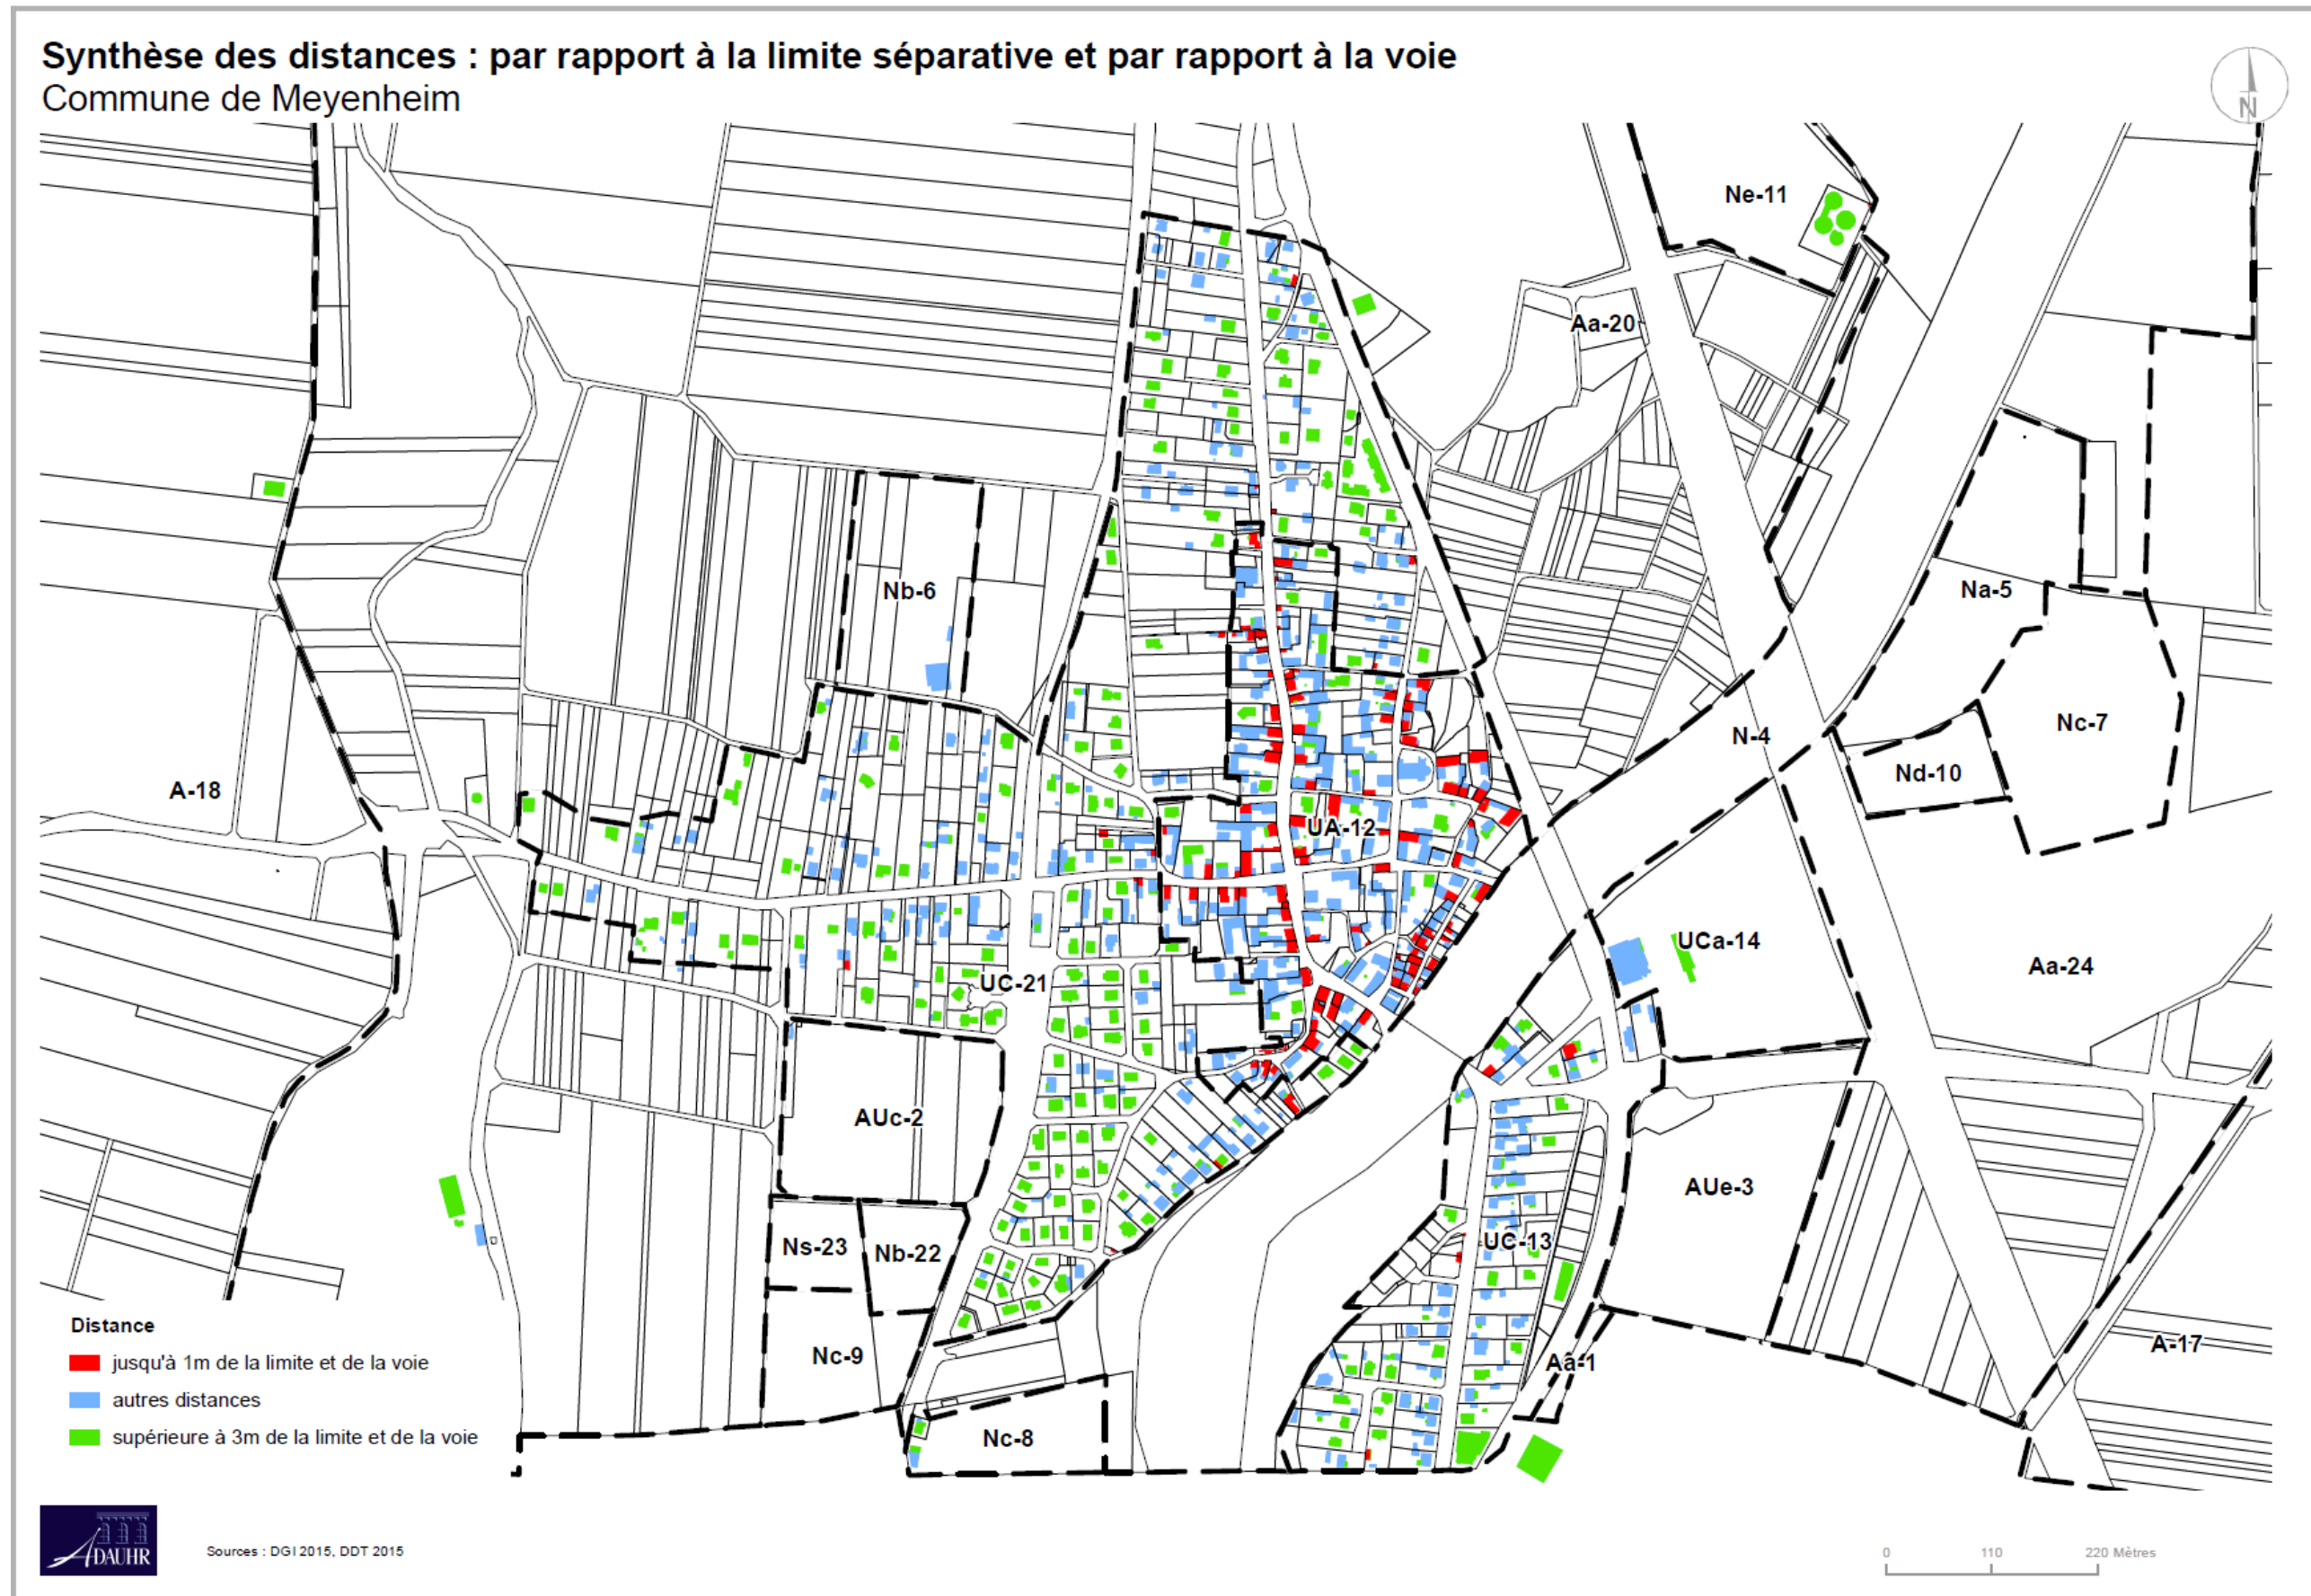 Synthèse des distances : par rapport à la limite séparative et par rapport à la voie
Commune de Meyenheim
N
Ne-11
Aa-20
Nb-6
Na-5
Nc-7
N-4
Nd-10
A-18
UA-12
UCa-14
Aa-24
UC-21
AUc-2
AUe-3
Ns-23
Nb-22
UC-13
Nc-9
Aa-1
A-17
Nc-8
Distance
jusqu'à 1m de la limite et de la voie
autres distances
supérieure à 3m de la limite et de la voie
ADAUHR
Sources : DGI 2015, DDT 2015
0 110 220 Mètres